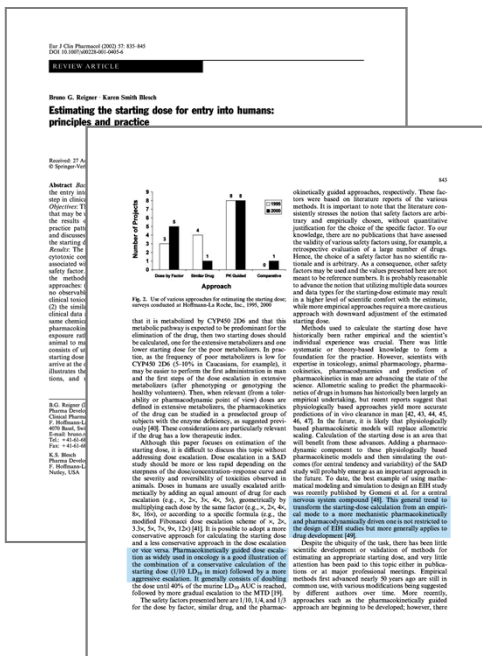 Eur J Clin Pharmacol (2002) 57: 835–845
DOI 10.1007/s00228-001-0405-6
REVIEW ARTICLE
Bruno G. Reigner · Karen Smith Blesch
Estimating the starting dose for entry into humans:
principles and practice
843
Number of Projects
9
8
7
6
5
4
3
2
1
0
3
5
4
1
8
8
0
1
1995
2000
Dose by Factor
Similar Drug
PK Guided
Comparative
Approach
Fig. 2. Use of various approaches for estimating the starting dose;
surveys conducted at Hoffmann-La Roche, Inc., 1995, 2000
that it is metabolized by CYP450 2D6 and that this
metabolic pathway is expected to be predominant for the
elimination of the drug, then two starting doses should
be calculated, one for the extensive metabolizers and one
lower starting dose for the poor metabolizers. In prac-
tice, as the frequency of poor metabolizers is low for
CYP450 2D6 (5–10% in Caucasians, for example), it
may be easier to perform the first administration in man
and the first steps of the dose escalation in extensive
metabolizers (after phenotyping or genotyping the
healthy volunteers). Then, when relevant (from a toler-
ability or pharmacodynamic point of view) doses are
defined in extensive metabolizers, the pharmacokinetics
of the drug can be studied in a preselected group of
subjects with the enzyme deficiency, as suggested previ-
ously [40]. These considerations are particularly relevant
if the drug has a low therapeutic index.
Although this paper focuses on estimation of the
starting dose, it is difficult to discuss this topic without
addressing dose escalation. Dose escalation in a SAD
study should be more or less rapid depending on the
steepness of the dose/concentration–response curve and
the severity and reversibility of toxicities observed in
animals. Doses in humans are usually escalated arith-
metically by adding an equal amount of drug for each
escalation (e.g., ×, 2×, 3×, 4×, 5×), geometrically by
multiplying each dose by the same factor (e.g., ×, 2×, 4×,
8×, 16×), or according to a specific formula (e.g., the
modified Fibonacci dose escalation scheme of ×, 2×,
3.3×, 5×, 7×, 9×, 12×) [41]. It is possible to adopt a more
conservative approach for calculating the starting dose
and a less conservative approach in the dose escalation
or vice versa. Pharmacokinetically guided dose escala-
tion as widely used in oncology is a good illustration of
the combination of a conservative calculation of the
starting dose (1/10 LD10 in mice) followed by a more
aggressive escalation. It generally consists of doubling
the dose until 40% of the murine LD10 AUC is reached,
followed by more gradual escalation to the MTD [19].
The safety factors presented here are 1/10, 1/4, and 1/3
for the dose by factor, similar drug, and the pharmac-
okinetically guided approaches, respectively. These fac-
tors were based on literature reports of the various
methods. It is important to note that the literature con-
sistently stresses the notion that safety factors are arbi-
trary and empirically chosen, without quantitative
justification for the choice of the specific factor. To our
knowledge, there are no publications that have assessed
the validity of various safety factors using, for example, a
retrospective evaluation of a large number of drugs.
Hence, the choice of a safety factor has no scientific ra-
tionale and is arbitrary. As a consequence, other safety
factors may be used and the values presented here are not
meant to be reference numbers. It is probably reasonable
to advance the notion that utilizing multiple data sources
and data types for the starting-dose estimate may result
in a higher level of scientific comfort with the estimate,
while more empirical approaches require a more cautious
approach with downward adjustment of the estimated
starting dose.
Methods used to calculate the starting dose have
historically been rather empirical and the scientist's
individual experience was crucial. There was little
systematic or theory-based knowledge to form a
foundation for the practice. However, scientists with
expertise in toxicology, animal pharmacology, pharma-
cokinetics, pharmacodynamics and prediction of
pharmacokinetics in man are advancing the state of the
science. Allometric scaling to predict the pharmacoki-
netics of drugs in humans has historically been largely an
empirical undertaking, but recent reports suggest that
physiologically based approaches yield more accurate
predictions of in vivo clearance in man [42, 43, 44, 45,
46, 47]. In the future, it is likely that physiologically
based pharmacokinetic models will replace allometric
scaling. Calculation of the starting dose is an area that
will benefit from these advances. Adding a pharmaco-
dynamic component to these physiologically based
pharmacokinetic models and then simulating the out-
comes (for central tendency and variability) of the SAD
study will probably emerge as an important approach in
the future. To date, the best example of using mathe-
matical modeling and simulation to design an EIH study
was recently published by Gomeni et al. for a central
nervous system compound [48]. This general trend to
transform the starting-dose calculation from an empiri-
cal mode to a more mechanistic pharmacokinetically
and pharmacodynamically driven one is not restricted to
the design of EIH studies but more generally applies to
drug development [49].
Despite the ubiquity of the task, there has been little
scientific development or validation of methods for
estimating an appropriate starting dose, and very little
attention has been paid to this topic either in publica-
tions or at major professional meetings. Empirical
methods first advanced nearly 50 years ago are still in
common use, with various modifications being suggested
by different authors over time. More recently,
approaches such as the pharmacokinetically guided
approach are beginning to be developed; however, there